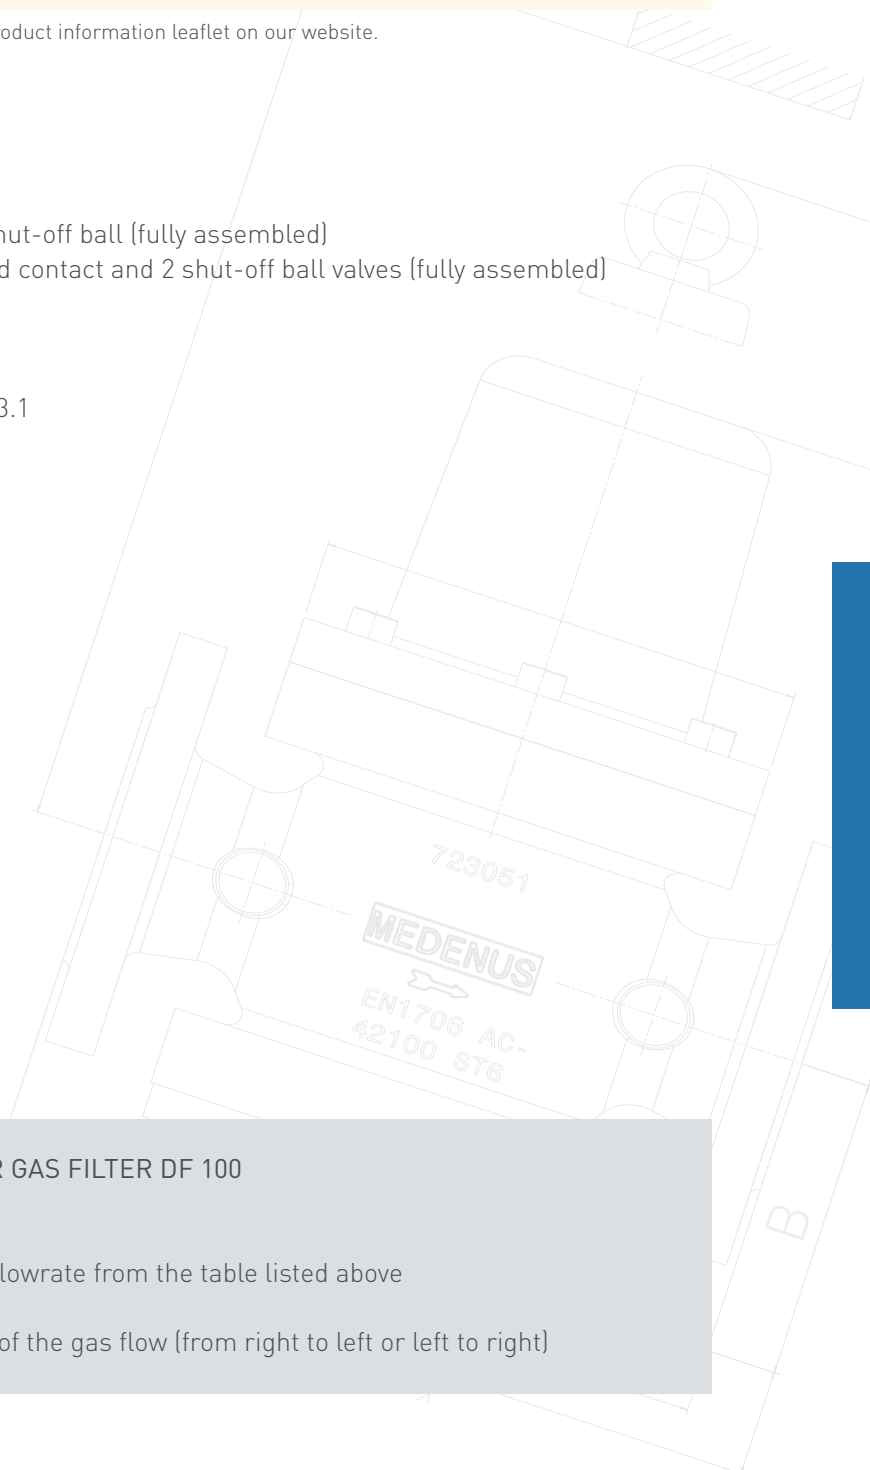 roduct information leaflet on our website.
hut-off ball (fully assembled)
d contact and 2 shut-off ball valves (fully assembled)
3.1
723051
MEDENUS
EN1706 AC-
42100 ST6
R GAS FILTER DF 100
B
lowrate from the table listed above
of the gas flow (from right to left or left to right)